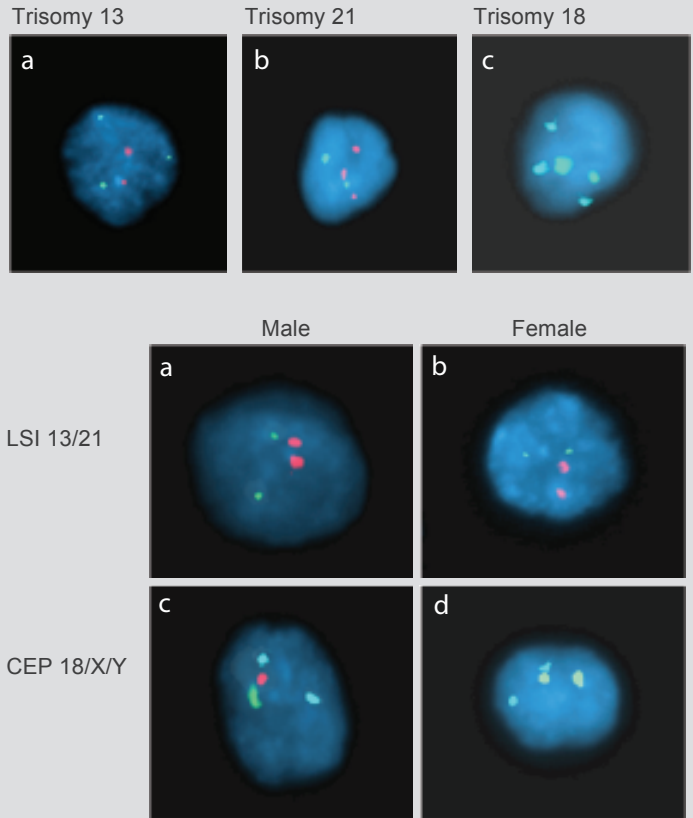 Trisomy 13 Trisomy 21 Trisomy 18
a b c
Male Female
a b
LSI 13/21
c d
CEP 18/X/Y